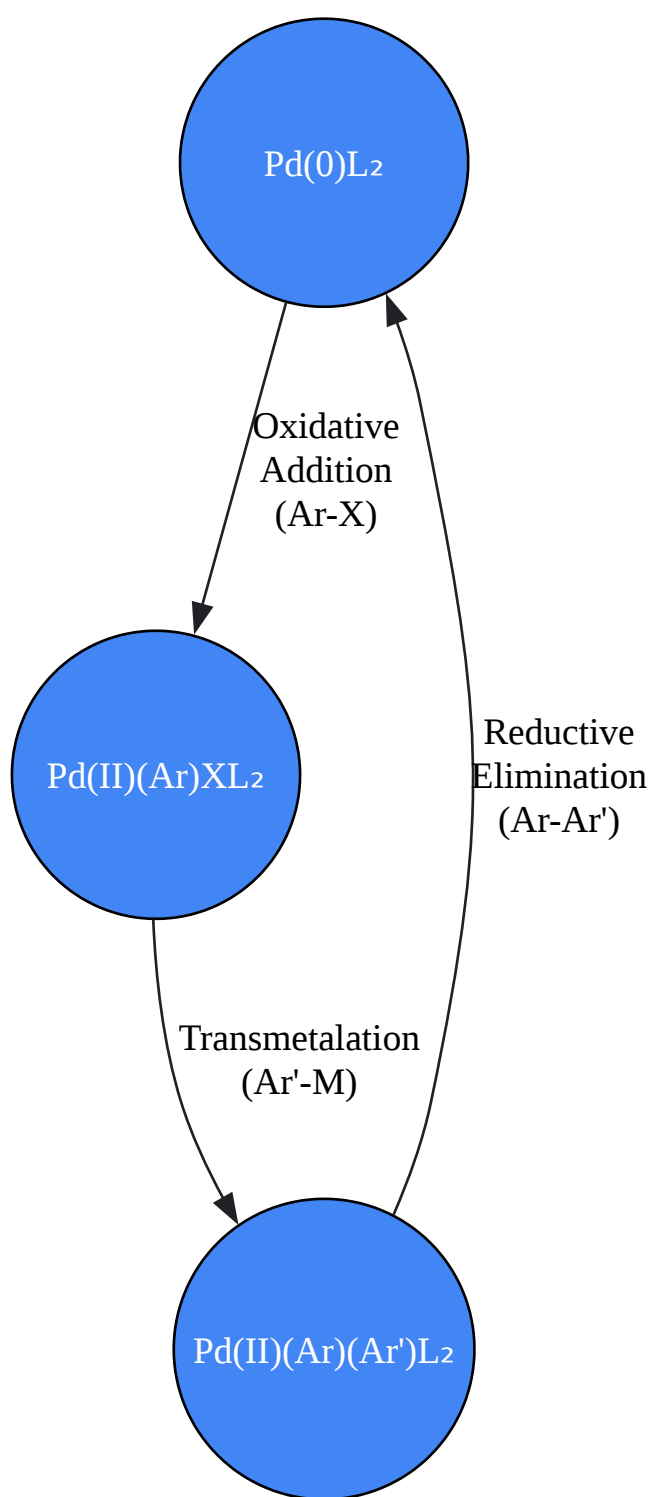 Pd(0)L₂
Oxidative
Addition
(Ar-X)
Pd(II)(Ar)XL₂
Reductive
Elimination
(Ar-Ar')
Transmetalation
(Ar'-M)
Pd(II)(Ar)(Ar')L₂